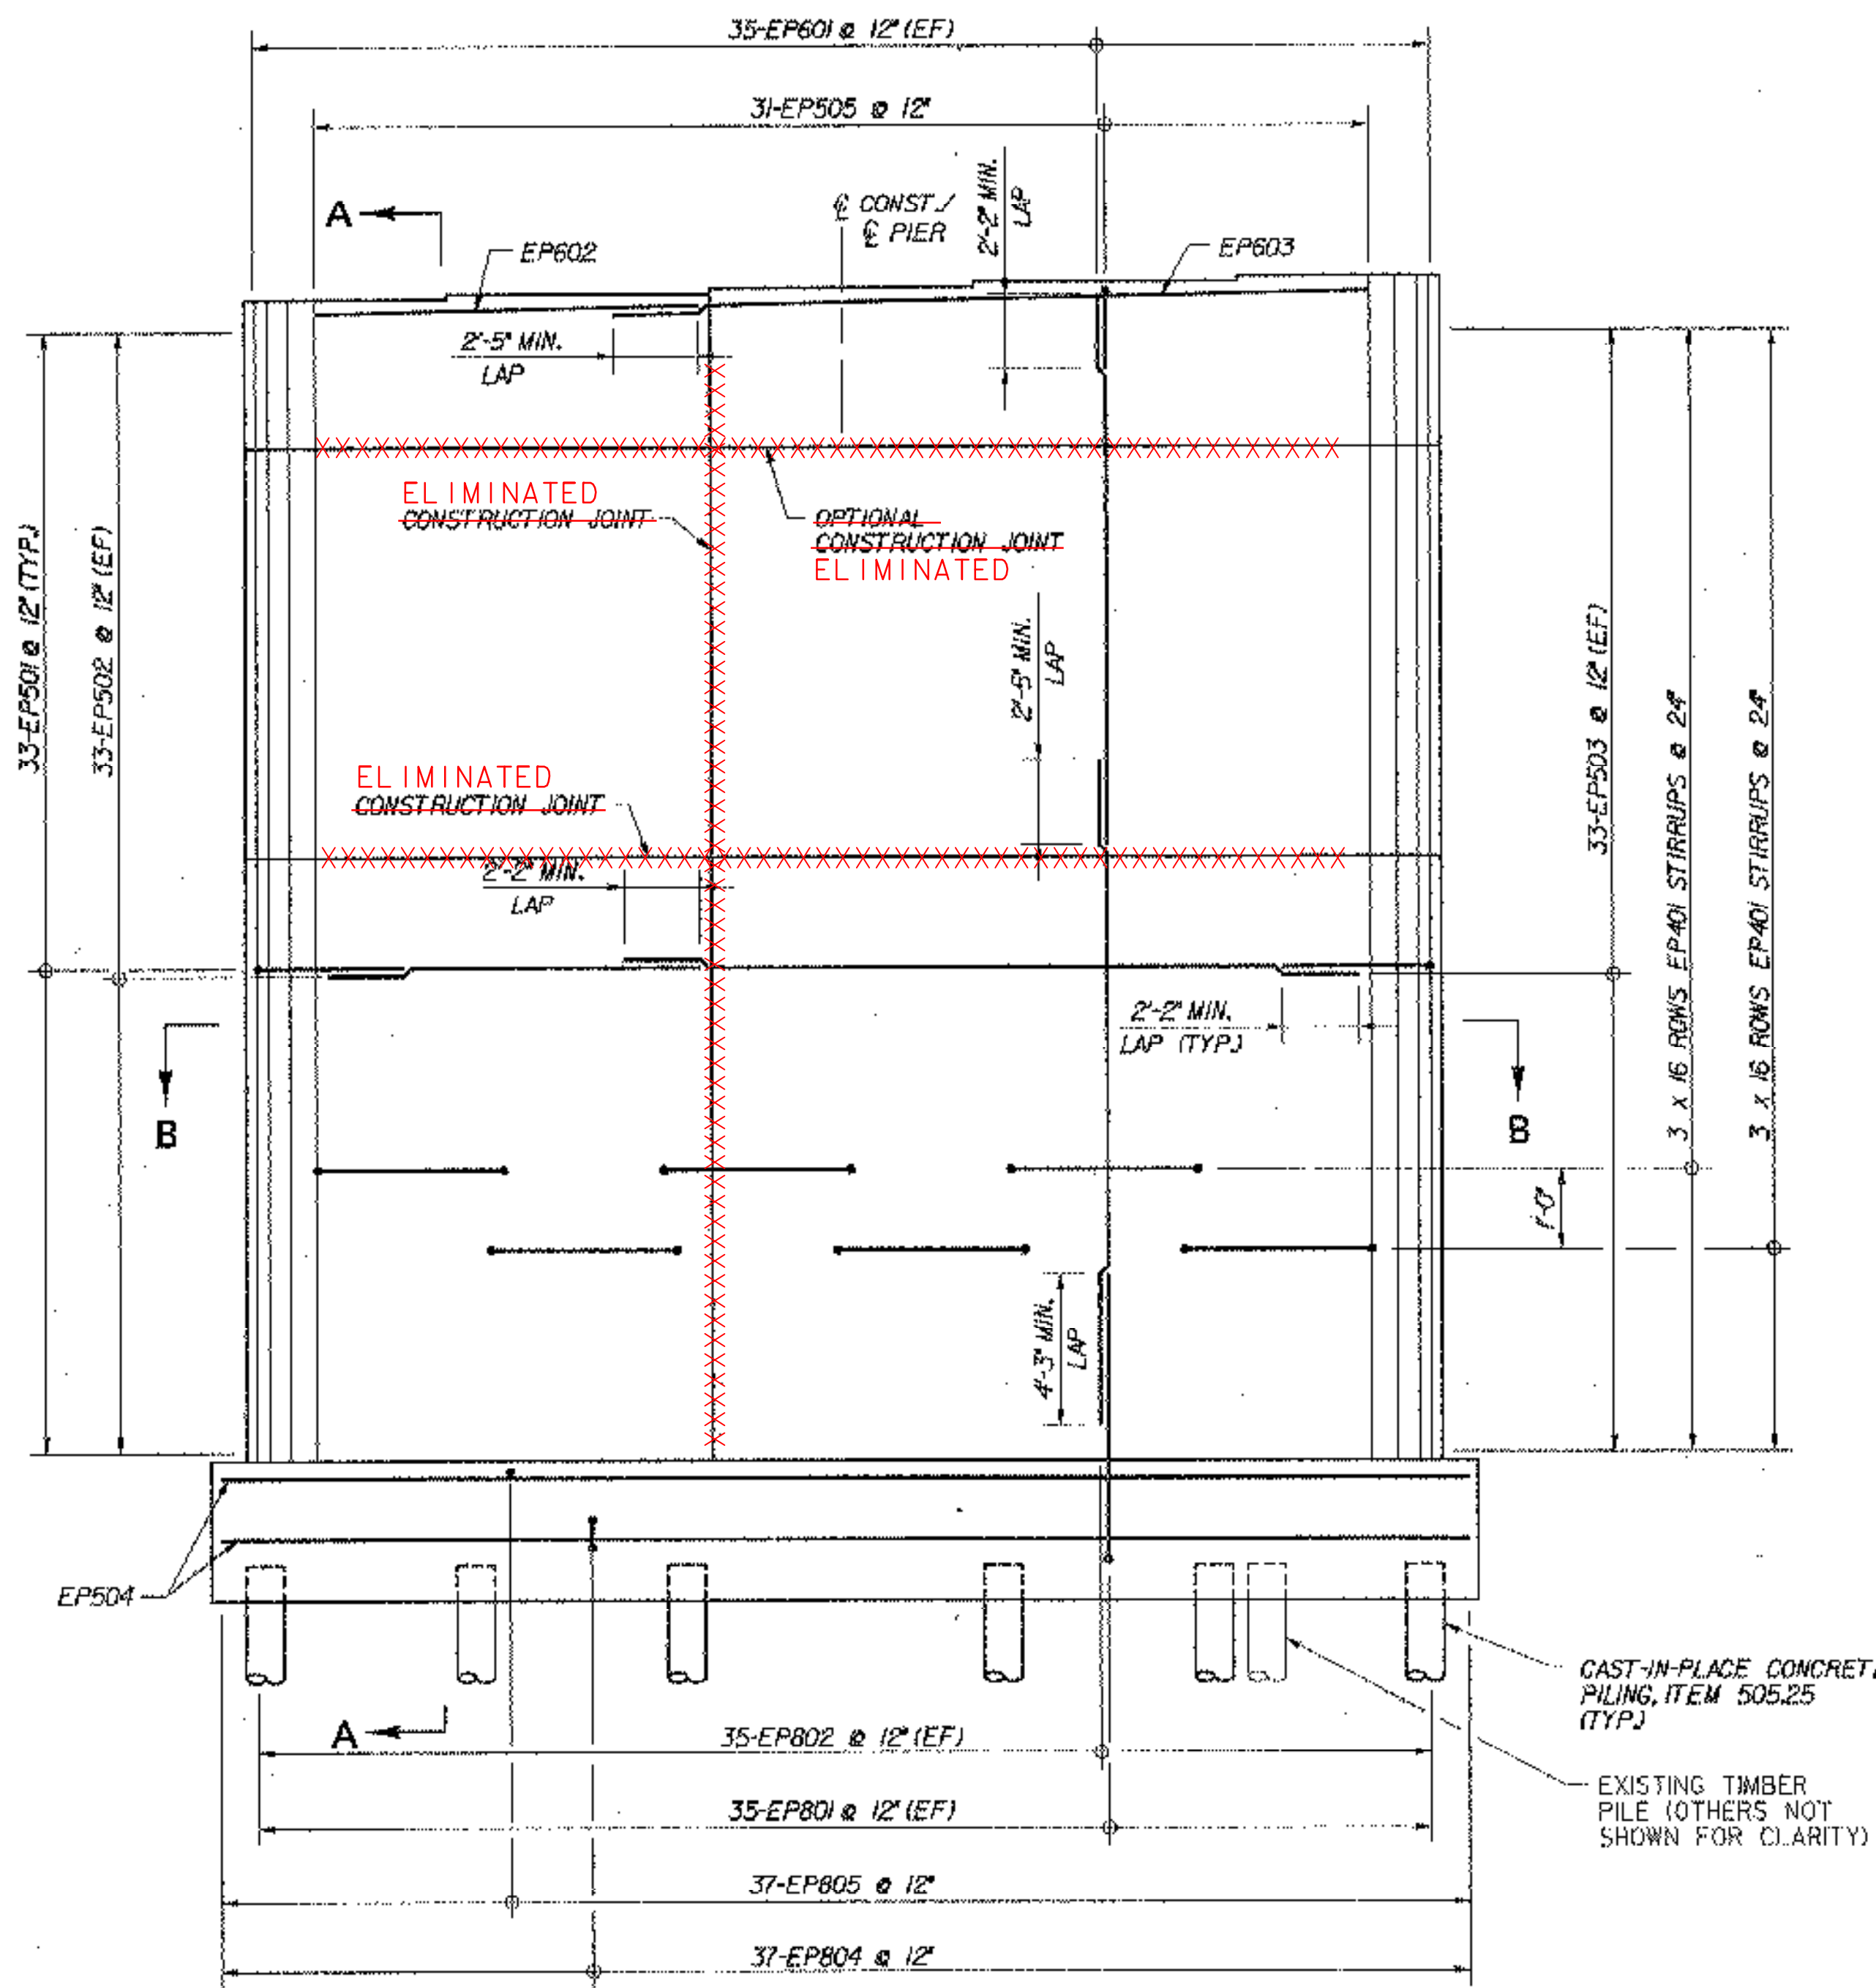 35-EP601 @ 12" (EF)
31-EP505 @ 12"
A
EP602
℄ CONST./
℄ PIER
2'-2" MIN.
LAP
EP603
2'-5" MIN.
LAP
ELIMINATED
CONSTRUCTION JOINT
OPTIONAL
CONSTRUCTION JOINT
ELIMINATED
33-EP501 @ 12" (TYP.)
33-EP502 @ 12" (EF)
2'-5" MIN.
LAP
33-EP503 @ 12" (EF)
3 x 16 ROWS EP401 STIRRUPS @ 24"
3 x 16 ROWS EP401 STIRRUPS @ 24"
ELIMINATED
CONSTRUCTION JOINT
2'-2" MIN.
LAP
2'-2" MIN.
LAP (TYP.)
B
B
1'-0"
4'-3" MIN.
LAP
EP504
CAST-IN-PLACE CONCRETE
PILING, ITEM 505.25
(TYP.)
A
35-EP802 @ 12" (EF)
EXISTING TIMBER
PILE (OTHERS NOT
SHOWN FOR CLARITY)
35-EP801 @ 12" (EF)
37-EP805 @ 12"
37-EP804 @ 12"